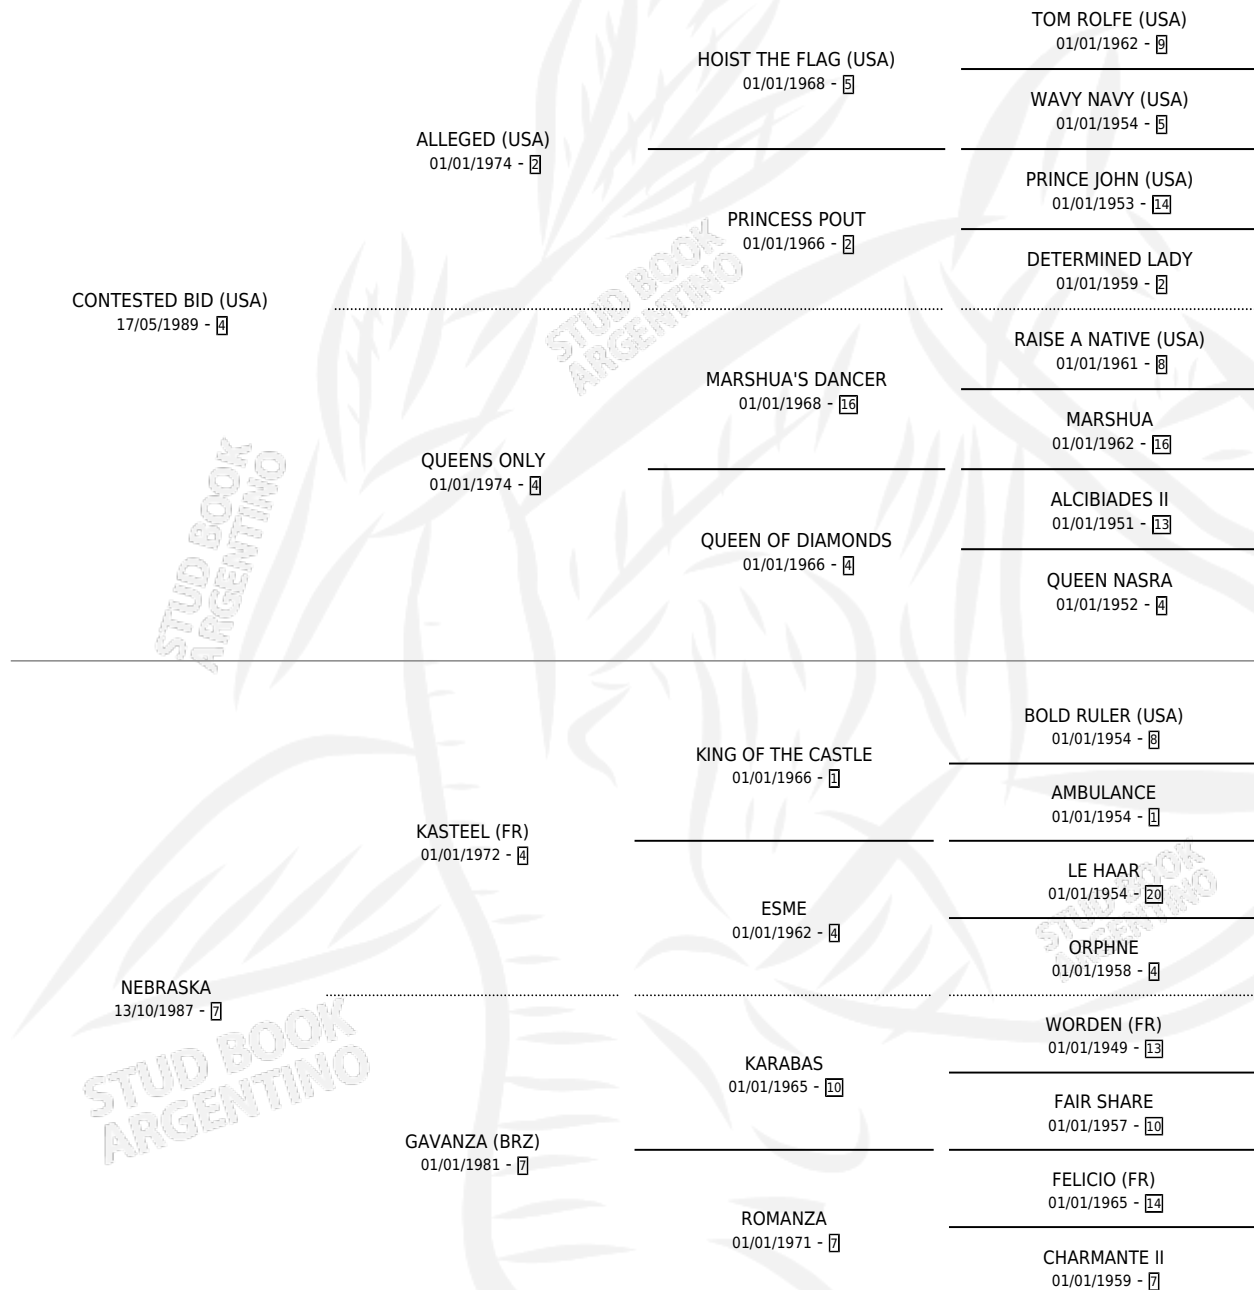 TOM ROLFE (USA)
01/01/1962 - 9
HOIST THE FLAG (USA)
01/01/1968 - 5
WAVY NAVY (USA)
01/01/1954 - 5
ALLEGED (USA)
01/01/1974 - 2
PRINCE JOHN (USA)
01/01/1953 - 14
PRINCESS POUT
01/01/1966 - 2
DETERMINED LADY
01/01/1959 - 2
CONTESTED BID (USA)
17/05/1989 - 4
RAISE A NATIVE (USA)
01/01/1961 - 8
MARSHUA'S DANCER
01/01/1968 - 16
MARSHUA
01/01/1962 - 16
QUEENS ONLY
01/01/1974 - 4
ALCIBIADES II
01/01/1951 - 13
QUEEN OF DIAMONDS
01/01/1966 - 4
QUEEN NASRA
01/01/1952 - 4
BOLD RULER (USA)
01/01/1954 - 8
KING OF THE CASTLE
01/01/1966 - 1
AMBULANCE
01/01/1954 - 1
KASTEEL (FR)
01/01/1972 - 4
LE HAAR
01/01/1954 - 20
ESME
01/01/1962 - 4
ORPHNE
01/01/1958 - 4
NEBRASKA
13/10/1987 - 7
WORDEN (FR)
01/01/1949 - 13
KARABAS
01/01/1965 - 10
FAIR SHARE
01/01/1957 - 10
GAVANZA (BRZ)
01/01/1981 - 7
FELICIO (FR)
01/01/1965 - 14
ROMANZA
01/01/1971 - 7
CHARMANTE II
01/01/1959 - 7
STUD BOOK
ARGENTINO
STUD BOOK
ARGENTINO
STUD BOOK
ARGENTINO
STUD BOOK
ARGENTINO